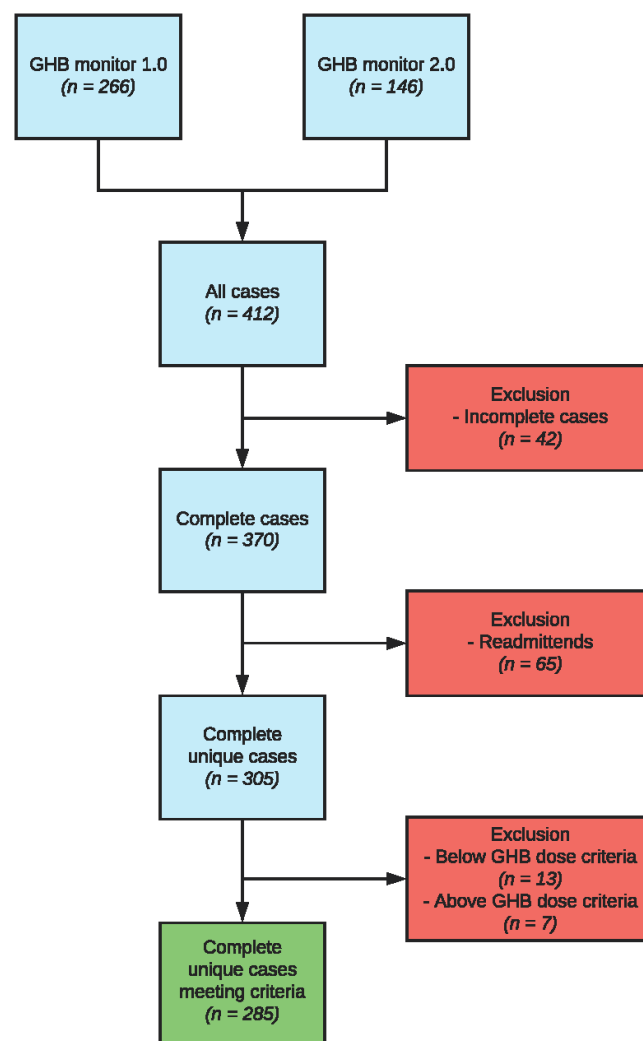 GHB monitor 1.0
(n = 266)
GHB monitor 2.0
(n = 146)
All cases
(n = 412)
Exclusion
- Incomplete cases
(n = 42)
Complete cases
(n = 370)
Exclusion
- Readmittends
(n = 65)
Complete
unique cases
(n = 305)
Exclusion
- Below GHB dose criteria
(n = 13)
- Above GHB dose criteria
(n = 7)
Complete
unique cases
meeting criteria
(n = 285)